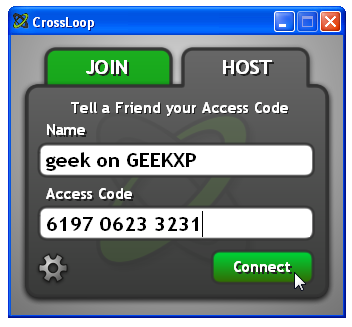 CrossLoop
JOIN HOST
Tell a Friend your Access Code
Name
geek on GEEKXP
Access Code
6197 0623 3231
Connect